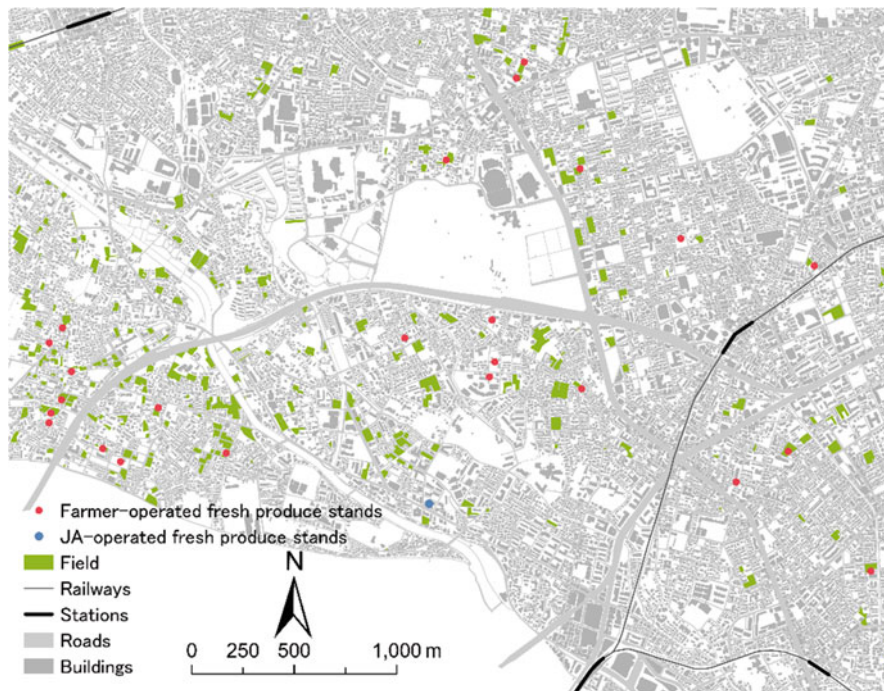 Farmer-operated fresh produce stands
JA-operated fresh produce stands
Field
Railways
Stations
Roads
Buildings
N
0 250 500 1,000 m